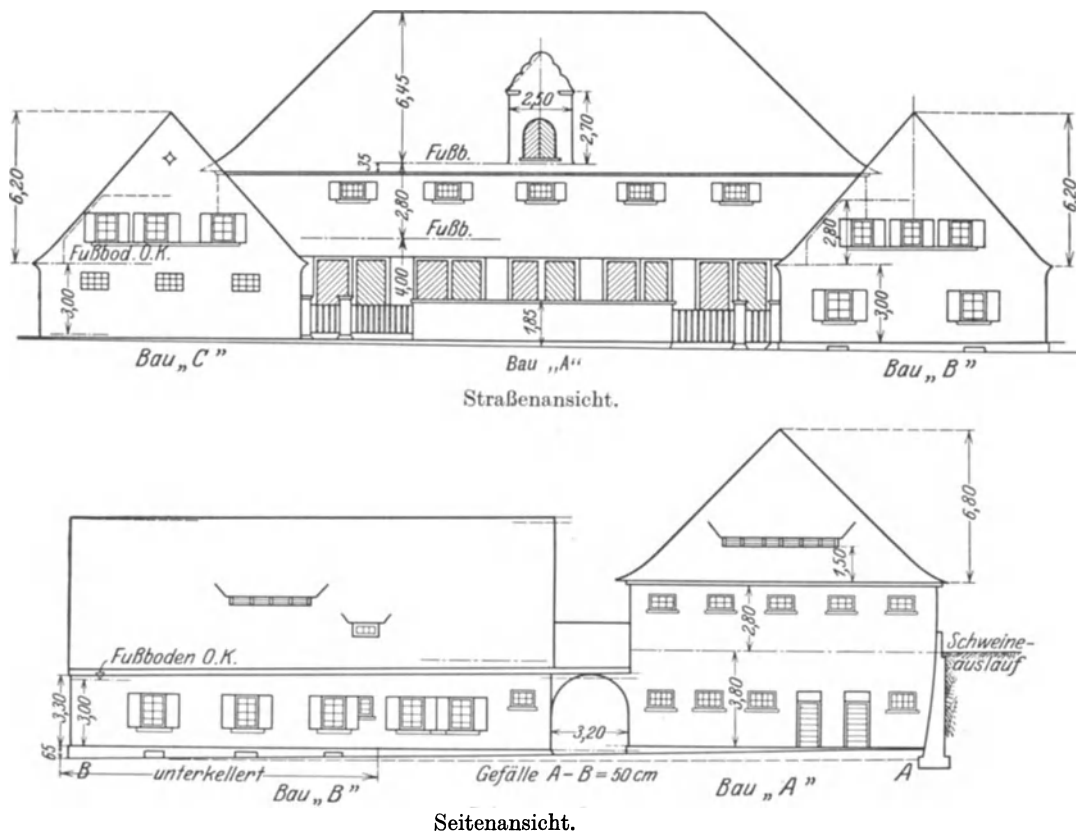 6,45
2,50
2,70
35
Fußb.
6,20
2,80
Fußb.
2,80
6,20
Fußbod. O.K.
3,00
4,00
1,85
3,00
Bau „C”
Bau „A“
Bau „B”
Straßenansicht.
6,80
1,50
2,80
Schweine-
auslauf
Fußboden O.K.
3,30
3,00
3,80
3,20
65
B
unterkellert
Gefälle A-B = 50 cm
A
Bau „B”
Bau „A”
Seitenansicht.